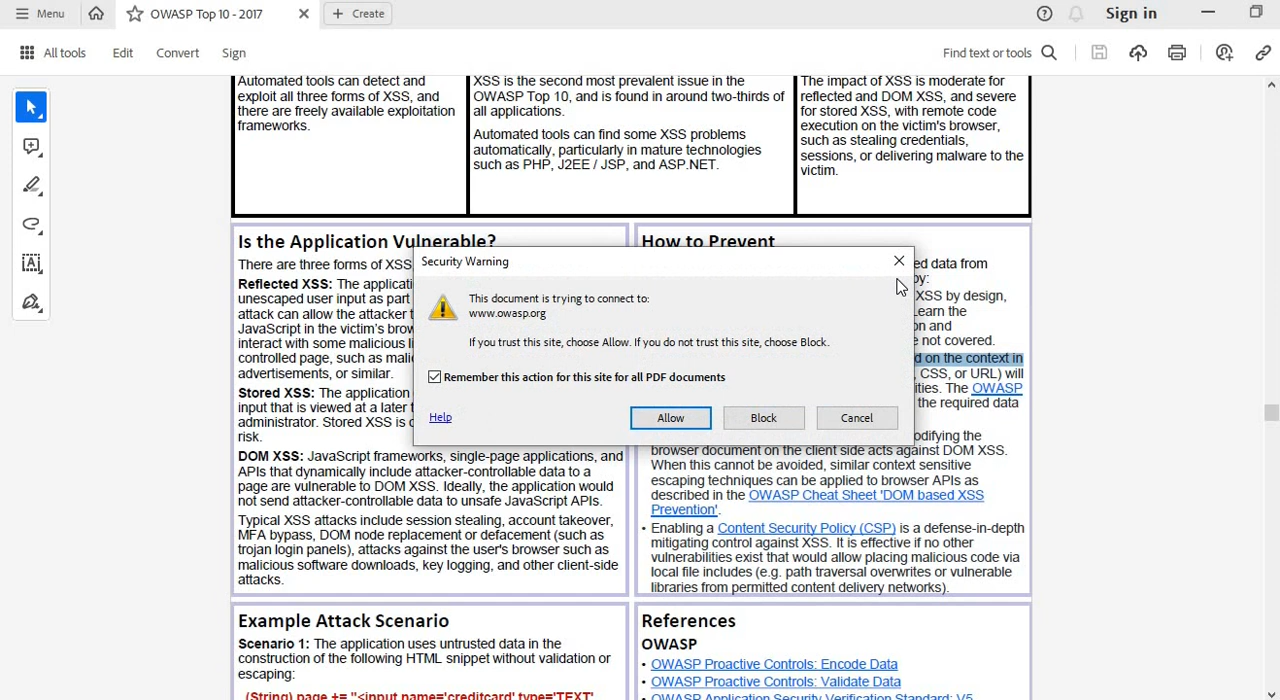 Menu
OWASP Top 10 - 2017
Create
Sign in
All tools
Edit
Convert
Sign
Find text or tools
Automated tools can detect and
exploit all three forms of XSS, and
there are freely available exploitation
frameworks.
XSS is the second most prevalent issue in the
OWASP Top 10, and is found in around two-thirds of
all applications.
Automated tools can find some XSS problems
automatically, particularly in mature technologies
such as PHP, J2EE / JSP, and ASP.NET.
The impact of XSS is moderate for
reflected and DOM XSS, and severe
for stored XSS, with remote code
execution on the victim's browser,
such as stealing credentials,
sessions, or delivering malware to the
victim.
Is the Application Vulnerable?
There are three forms of XSS
Reflected XSS: The applicati
unescaped user input as part
attack can allow the attacker t
JavaScript in the victim's brow
interact with some malicious li
controlled page, such as mali
advertisements, or similar.
Stored XSS: The application
input that is viewed at a later t
administrator. Stored XSS is c
risk.
DOM XSS: JavaScript frameworks, single-page applications, and
APIs that dynamically include attacker-controllable data to a
page are vulnerable to DOM XSS. Ideally, the application would
not send attacker-controllable data to unsafe JavaScript APIs.
Typical XSS attacks include session stealing, account takeover,
MFA bypass, DOM node replacement or defacement (such as
trojan login panels), attacks against the user's browser such as
malicious software downloads, key logging, and other client-side
attacks.
How to Prevent
ed data from
by:
XSS by design,
earn the
n and
e not covered.
d on the context in
, CSS, or URL) will
ities. The OWASP
the required data
odifying the
browser document on the client side acts against DOM XSS.
When this cannot be avoided, similar context sensitive
escaping techniques can be applied to browser APIs as
described in the OWASP Cheat Sheet 'DOM based XSS
Prevention'.
• Enabling a Content Security Policy (CSP) is a defense-in-depth
mitigating control against XSS. It is effective if no other
vulnerabilities exist that would allow placing malicious code via
local file includes (e.g. path traversal overwrites or vulnerable
libraries from permitted content delivery networks).
Security Warning
This document is trying to connect to:
www.owasp.org
If you trust this site, choose Allow. If you do not trust this site, choose Block.
Remember this action for this site for all PDF documents
Help
Allow
Block
Cancel
Example Attack Scenario
Scenario 1: The application uses untrusted data in the
construction of the following HTML snippet without validation or
escaping:
(String) page += "<input name='creditcard' type='TEXT'
References
OWASP
• OWASP Proactive Controls: Encode Data
• OWASP Proactive Controls: Validate Data
• OWASP Application Security Verification Standard: V5